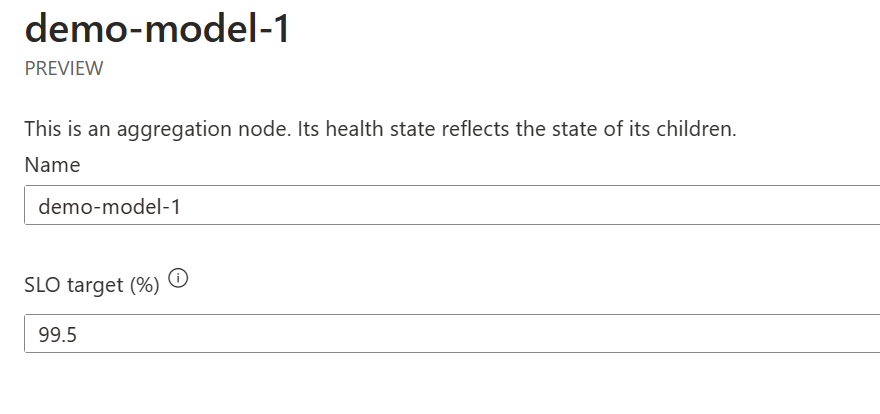 demo-model-1
PREVIEW
This is an aggregation node. Its health state reflects the state of its children.
Name
demo-model-1
SLO target (%)
99.5